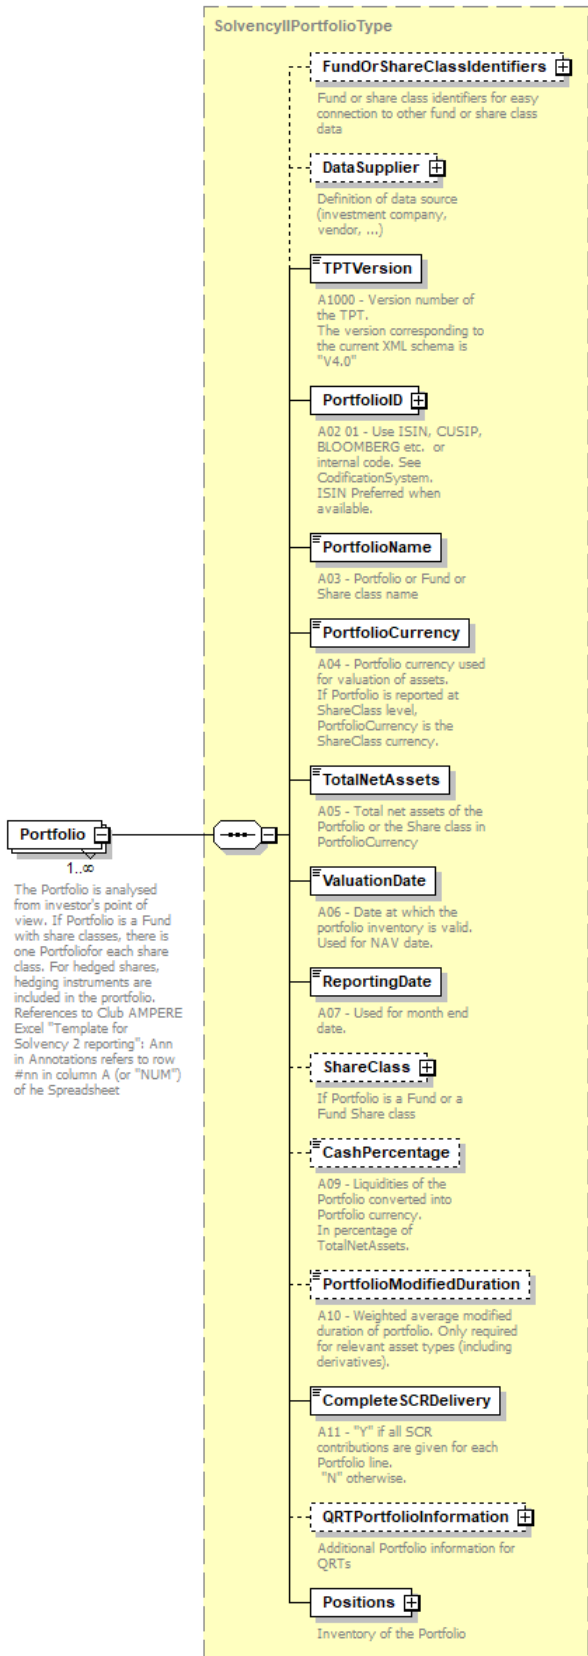 SolvencyIIPortfolioType
FundOrShareClassIdentifiers
Fund or share class identifiers for easy
connection to other fund or share class
data
DataSupplier
Definition of data source
(investment company,
vendor, ...)
TPTVersion
A1000 - Version number of
the TPT.
The version corresponding to
the current XML schema is
"V4.0"
PortfolioID
A02 01 - Use ISIN, CUSIP,
BLOOMBERG etc.  or
internal code. See
CodificationSystem.
ISIN Preferred when
available.
PortfolioName
A03 - Portfolio or Fund or
Share class name
PortfolioCurrency
A04 - Portfolio currency used
for valuation of assets.
If Portfolio is reported at
ShareClass level,
PortfolioCurrency is the
ShareClass currency.
TotalNetAssets
A05 - Total net assets of the
Portfolio or the Share class in
PortfolioCurrency
Portfolio
1..∞
The Portfolio is analysed
from investor's point of
view. If Portfolio is a Fund
with share classes, there is
one Portfoliofor each share
class. For hedged shares,
hedging instruments are
included in the prortfolio.
References to Club AMPERE
Excel "Template for
Solvency 2 reporting": Ann
in Annotations refers to row
#nn in column A (or "NUM")
of he Spreadsheet
ValuationDate
A06 - Date at which the
portfolio inventory is valid.
Used for NAV date.
ReportingDate
A07 - Used for month end
date.
ShareClass
If Portfolio is a Fund or a
Fund Share class
CashPercentage
A09 - Liquidities of the
Portfolio converted into
Portfolio currency.
In percentage of
TotalNetAssets.
PortfolioModifiedDuration
A10 - Weighted average modified
duration of portfolio. Only required
for relevant asset types (including
derivatives).
CompleteSCRDelivery
A11 - "Y" if all SCR
contributions are given for each
Portfolio line.
"N" otherwise.
QRTPortfolioInformation
Additional Portfolio information for
QRTs
Positions
Inventory of the Portfolio